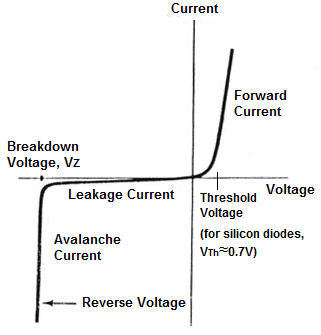 Current
Forward
Current
Breakdown
Voltage, VZ
Leakage Current
Threshold
Voltage
(for silicon diodes,
VTh≈0.7V)
Voltage
Avalanche
Current
Reverse Voltage